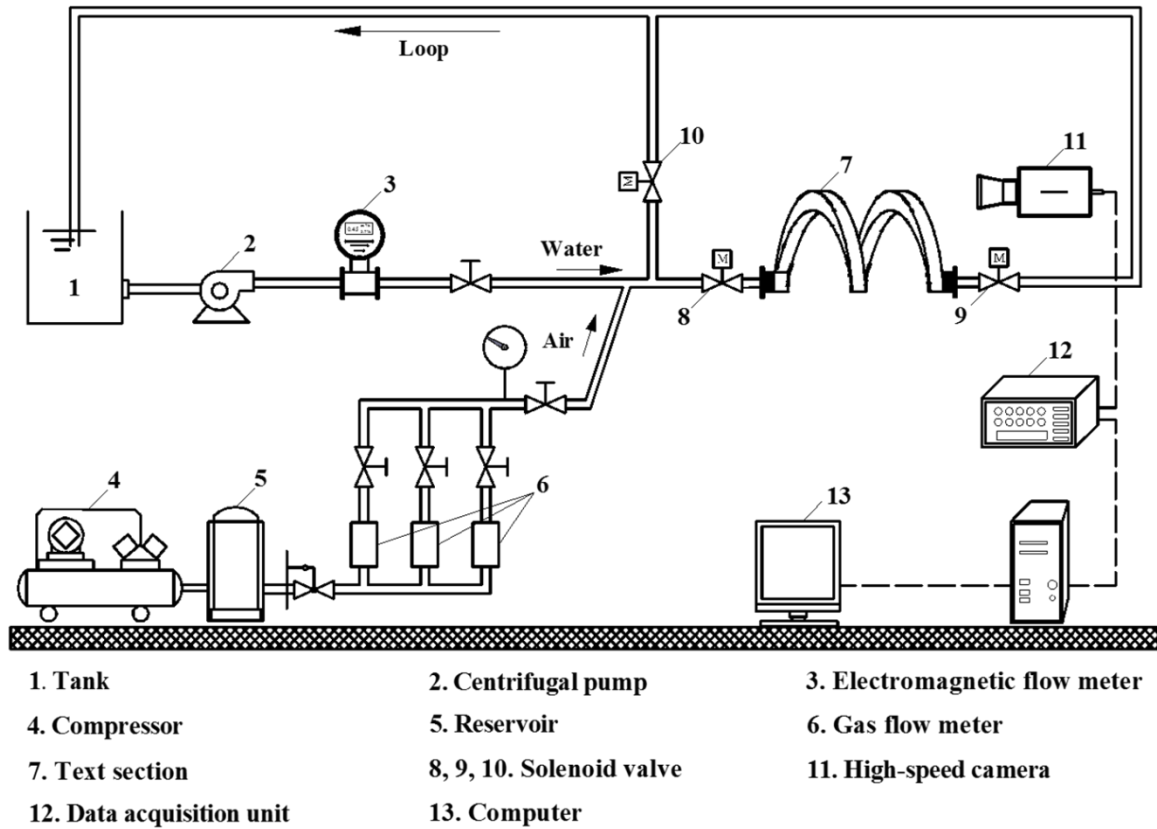 Loop
10
11
7
3
M
Water
M
M
2
1
8
9
Air
12
4
5
6
13
1. Tank
2. Centrifugal pump
3. Electromagnetic flow meter
4. Compressor
5. Reservoir
6. Gas flow meter
7. Text section
8, 9, 10. Solenoid valve
11. High-speed camera
12. Data acquisition unit
13. Computer